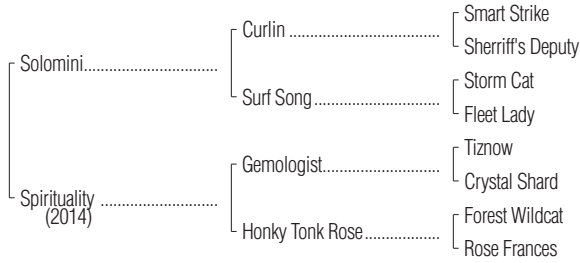 Smart Strike
Curlin
Sherriff's Deputy
Solomini
Storm Cat
Surf Song
Fleet Lady
Tiznow
Gemologist
Crystal Shard
Spirituality
(2014)
Forest Wildcat
Honky Tonk Rose
Rose Frances